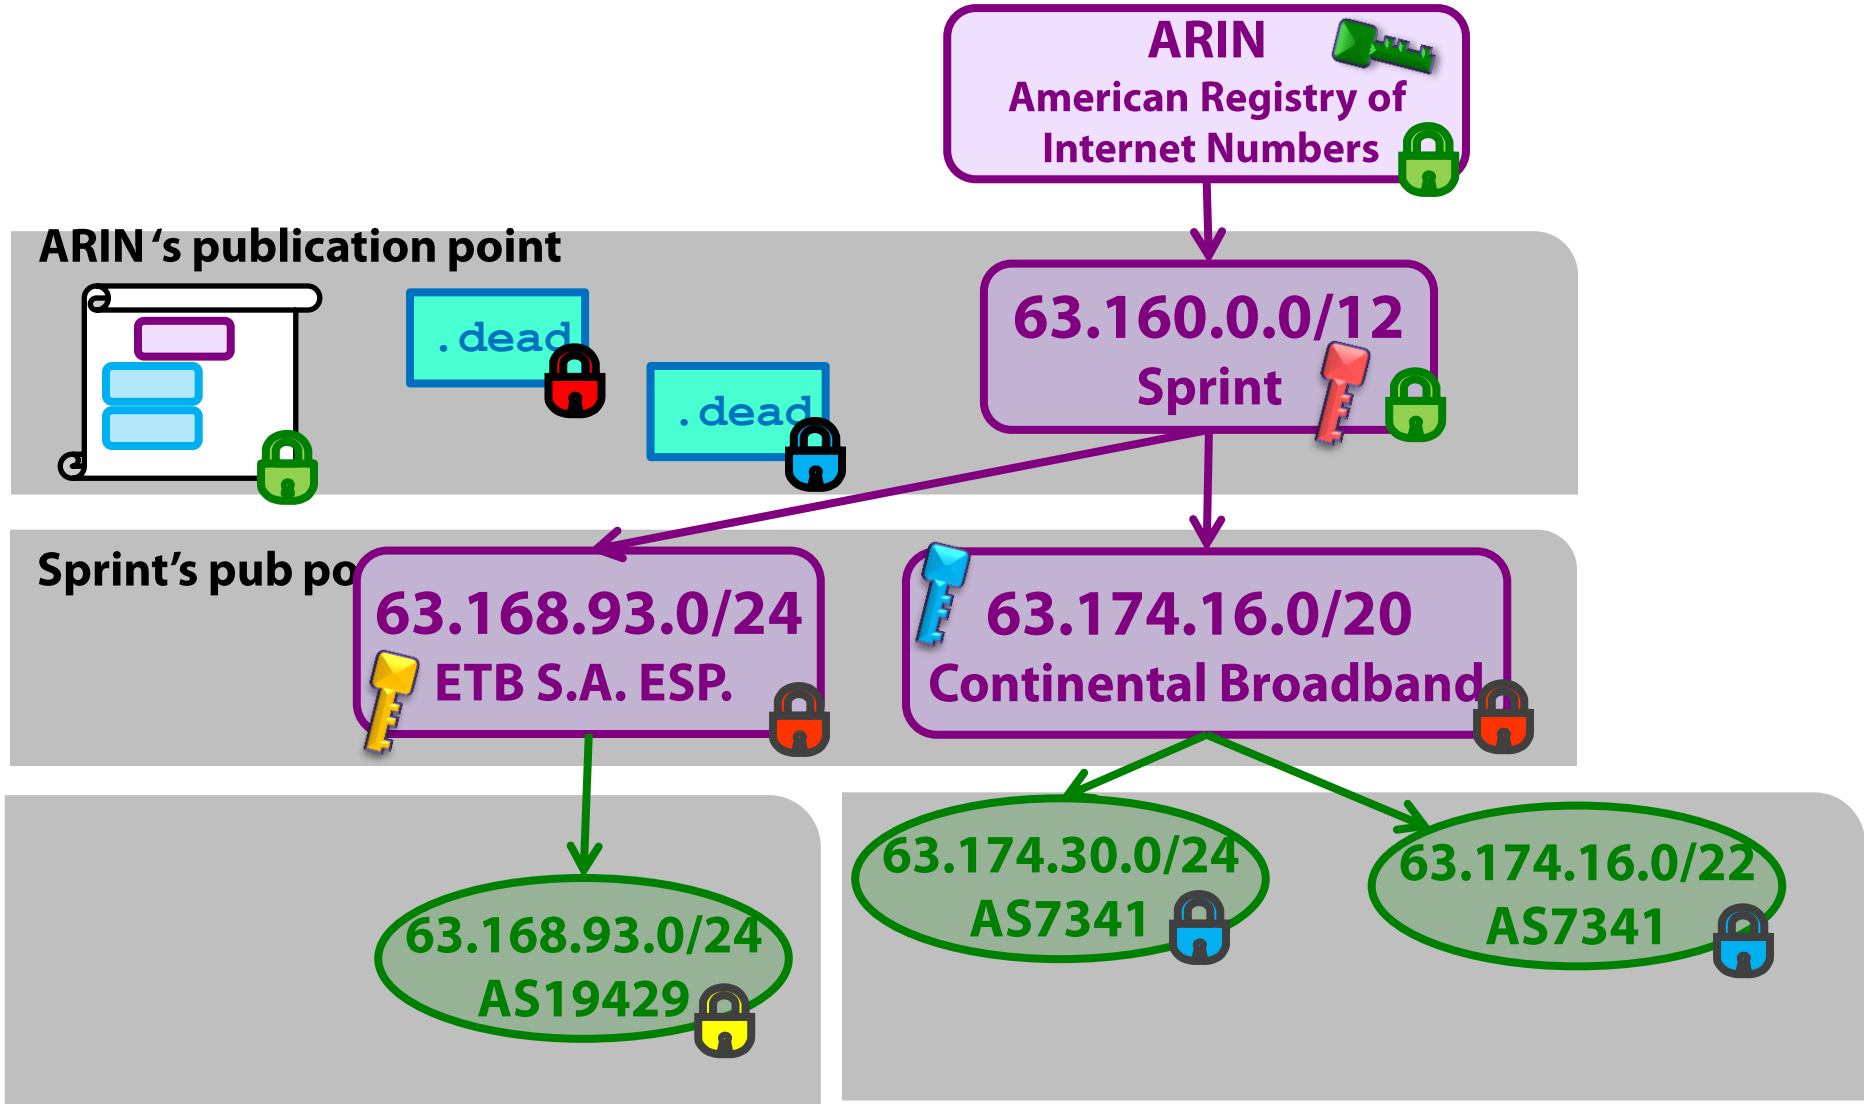 ARIN
American Registry of
Internet Numbers
ARIN ‘s publication point
.dead
.dead
63.160.0.0/12
Sprint
Sprint’s pub po
63.168.93.0/24
ETB S.A. ESP.
63.174.16.0/20
Continental Broadband
63.168.93.0/24
AS19429
63.174.30.0/24
AS7341
63.174.16.0/22
AS7341